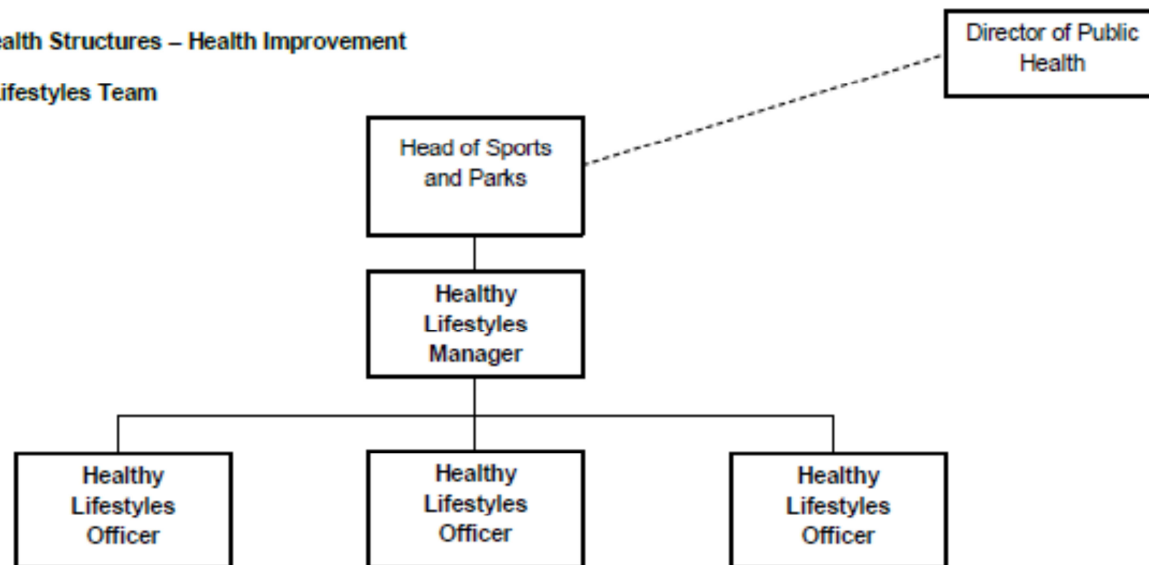 ealth Structures – Health Improvement
Lifestyles Team
Director of Public
Health
Head of Sports
and Parks
Healthy
Lifestyles
Manager
Healthy
Lifestyles
Officer
Healthy
Lifestyles
Officer
Healthy
Lifestyles
Officer